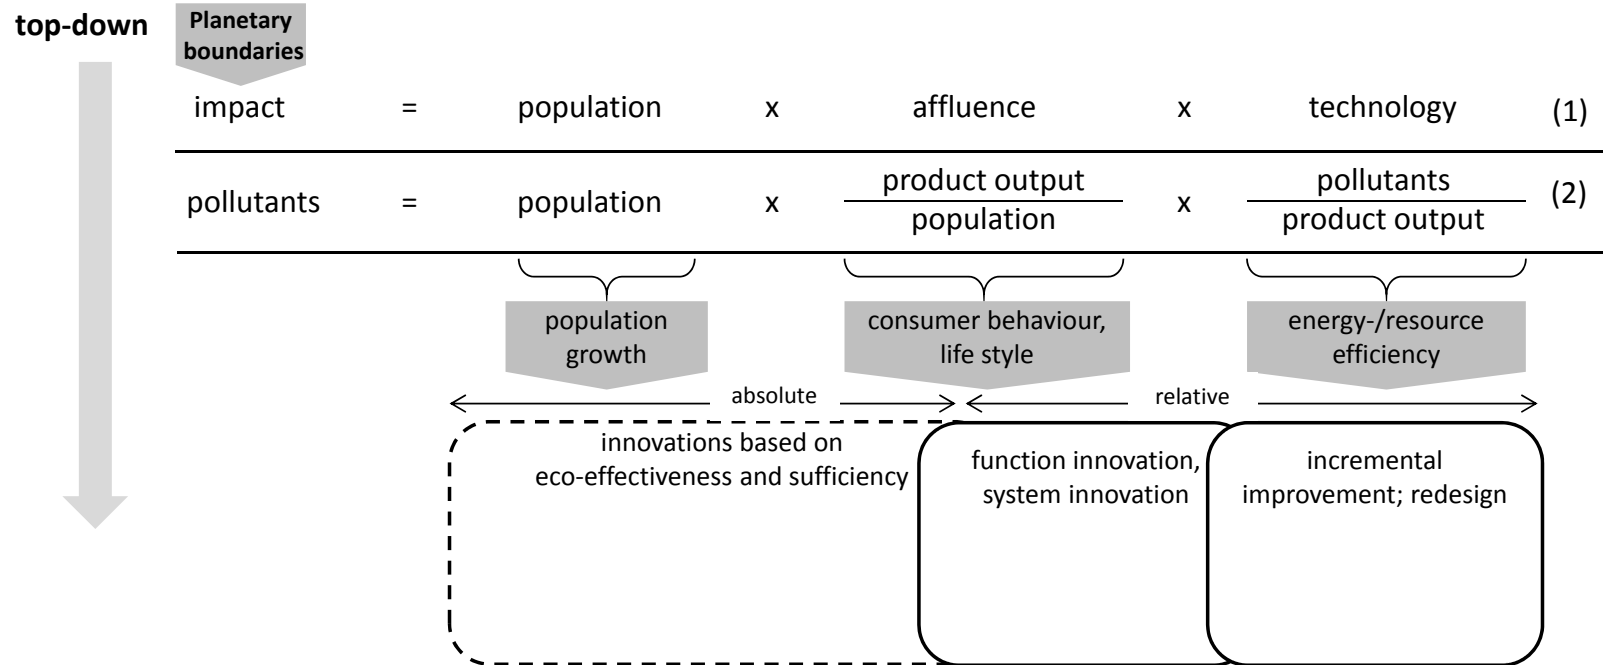 top-down
Planetary
boundaries
impact = population x affluence x technology (1)
pollutants = population x product output x pollutants (2)
population product output
population
growth
consumer behaviour,
life style
energy-/resource
efficiency
absolute
relative
innovations based on
eco-effectiveness and sufficiency
function innovation,
system innovation
incremental
improvement; redesign